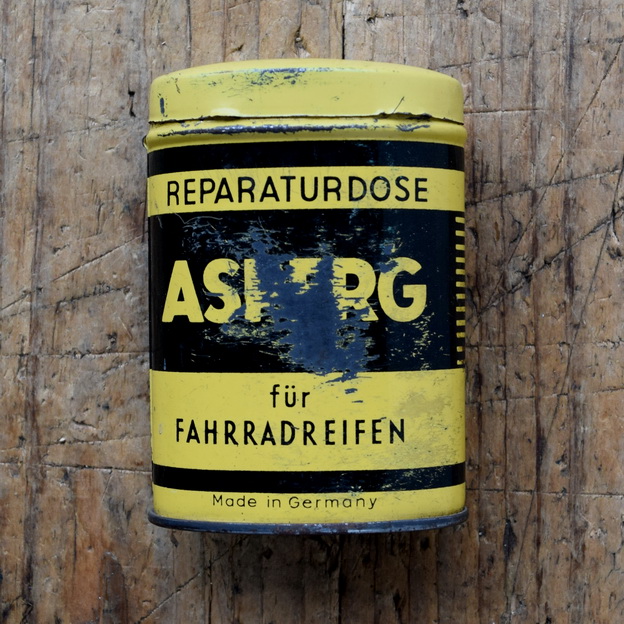 REPARATURDOSE
für
FAHRRADREIFEN
Made in Germany